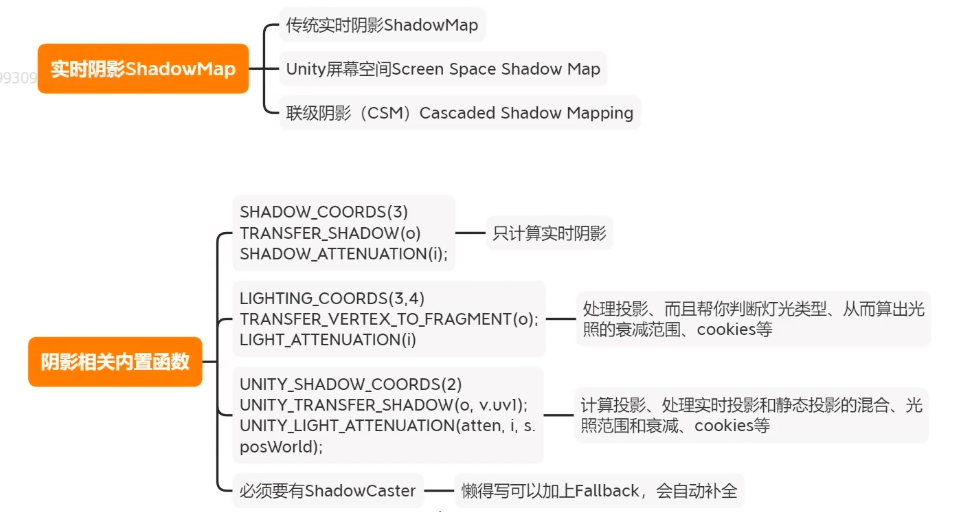 传统实时阴影ShadowMap
99309
实时阴影ShadowMap
Unity屏幕空间Screen Space Shadow Map
联级阴影（CSM）Cascaded Shadow Mapping
阴影相关内置函数
SHADOW_COORDS(3)
TRANSFER_SHADOW(o)
SHADOW_ATTENUATION(i);
只计算实时阴影
LIGHTING_COORDS(3,4)
TRANSFER_VERTEX_TO_FRAGMENT(o);
LIGHT_ATTENUATION(i)
处理投影、而且帮你判断灯光类型、从而算出光
照的衰减范围、cookies等
UNITY_SHADOW_COORDS(2)
UNITY_TRANSFER_SHADOW(o, v.uv1);
UNITY_LIGHT_ATTENUATION(atten, i, s.
posWorld);
计算投影、处理实时投影和静态投影的混合、光
照范围和衰减、cookies等
必须要有ShadowCaster
懒得写可以加上Fallback，会自动补全